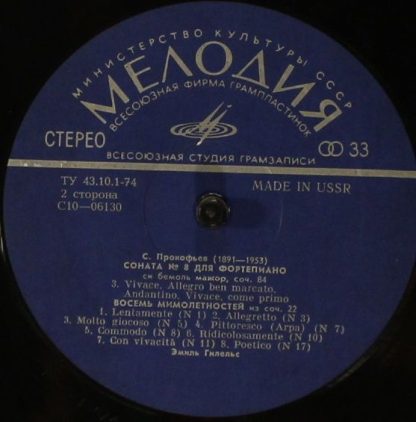 МИНИСТЕРСТВО КУЛЬТУРЫ СССР
МЕЛОДИЯ
ВСЕСОЮЗНАЯ ФИРМА ГРАМПЛАСТИНОК
СТЕРЕО 33
ВСЕСОЮЗНАЯ СТУДИЯ ГРАМЗАПИСИ
ТУ 43.10.1-74 MADE IN USSR
2 сторона
С10—06130
С. Прокофьев (1891—1953)
СОНАТА № 8 ДЛЯ ФОРТЕПИАНО
си бемоль мажор, соч. 84
3. Vivace, Allegro ben marcato,
Andantino, Vivace, come primo
ВОСЕМЬ МИМОЛЕТНОСТЕЙ из соч. 22
1. Lentamente (N 1) 2. Allegretto (N 3)
3. Molto giocoso (N 5) 4. Pittoresco (Arpa) (N 7)
5. Commodo (N 8) 6. Ridicolosamente (N 10)
7. Con vivacità (N 11) 8. Poetico (N 17)
Эмиль Гилельс